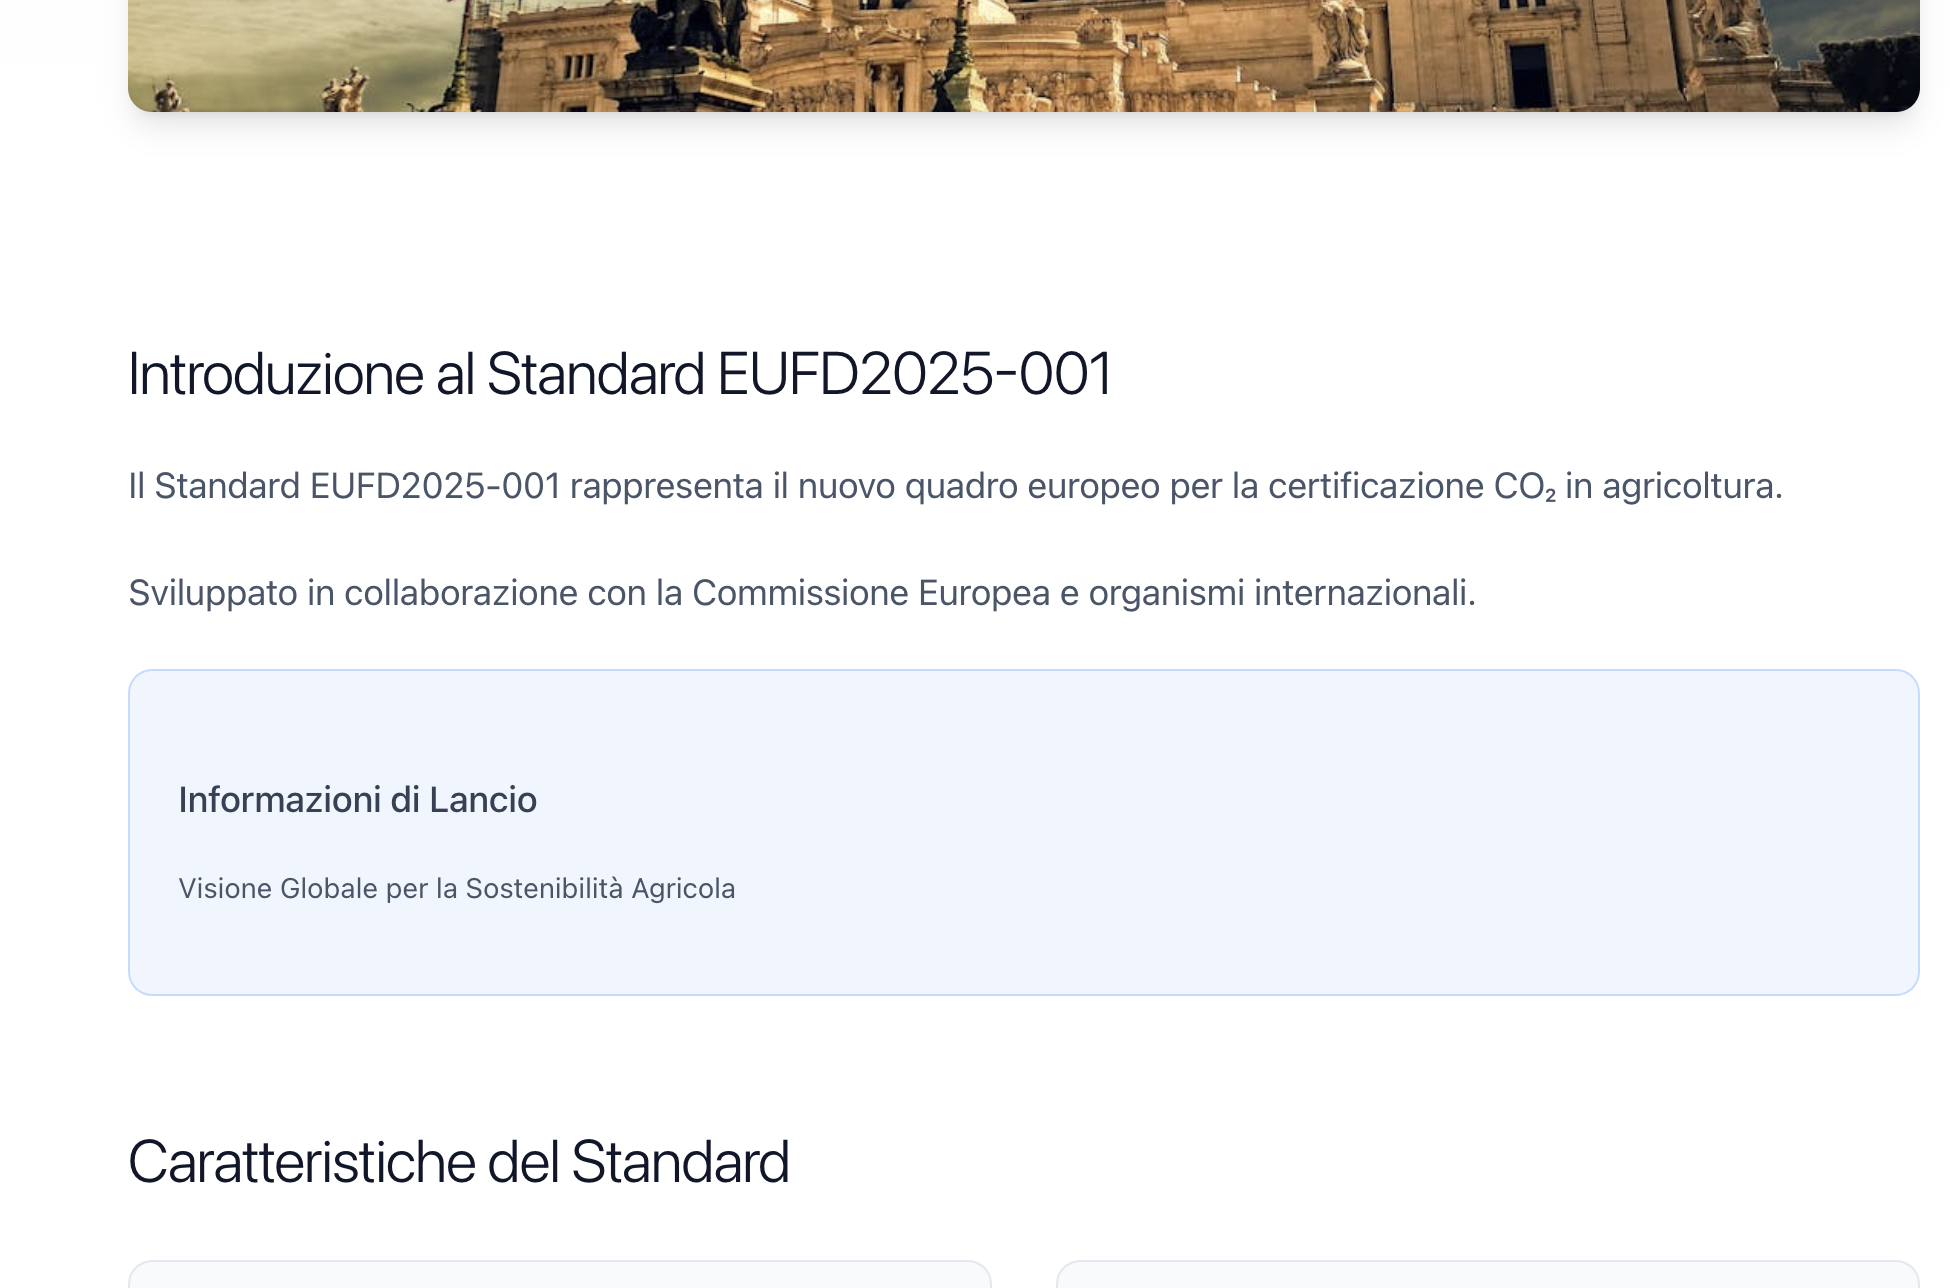 Introduzione al Standard EUFD2025-001
Il Standard EUFD2025-001 rappresenta il nuovo quadro europeo per la certificazione CO₂ in agricoltura.
Sviluppato in collaborazione con la Commissione Europea e organismi internazionali.
Informazioni di Lancio
Visione Globale per la Sostenibilità Agricola
Caratteristiche del Standard